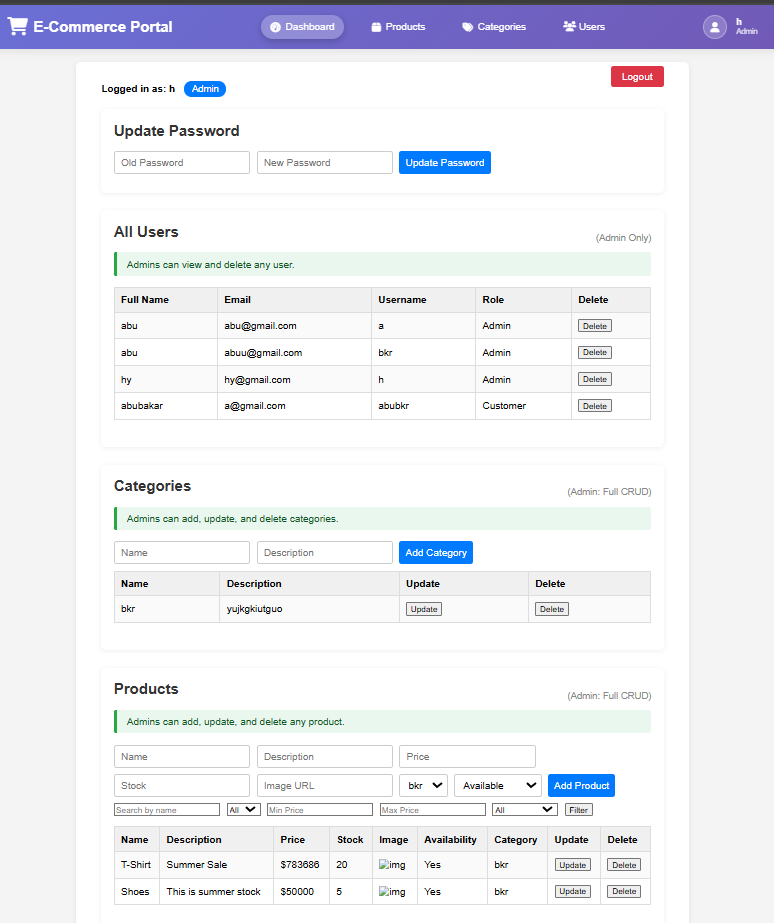 E-Commerce Portal Dashboard Products Categories Users h
Admin
Logout
Logged in as: h Admin
Update Password
Old Password New Password Update Password
All Users
(Admin Only)
Admins can view and delete any user.
Full Name Email Username Role Delete
abu abu@gmail.com a Admin Delete
abu abuu@gmail.com bkr Admin Delete
hy hy@gmail.com h Admin Delete
abubakar a@gmail.com abubkr Customer Delete
Categories
(Admin: Full CRUD)
Admins can add, update, and delete categories.
Name Description Add Category
Name Description Update Delete
bkr yujkgkiutguo Update Delete
Products
(Admin: Full CRUD)
Admins can add, update, and delete any product.
Name Description Price
Stock Image URL bkr Available Add Product
Search by name All Min Price Max Price All Filter
Name Description Price Stock Image Availability Category Update Delete
T-Shirt Summer Sale $783686 20 img Yes bkr Update Delete
Shoes This is summer stock $50000 5 img Yes bkr Update Delete